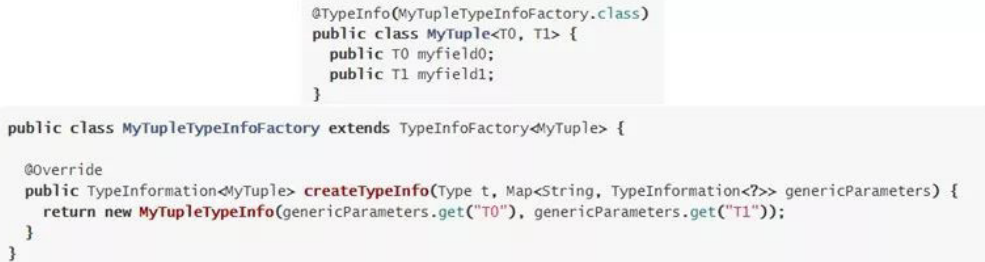 @TypeInfo(MyTupleTypeInfoFactory.class)
public class MyTuple<T0, T1> {
  public T0 myfield0;
  public T1 myfield1;
}
public class MyTupleTypeInfoFactory extends TypeInfoFactory<MyTuple> {
  @Override
  public TypeInformation<MyTuple> createTypeInfo(Type t, Map<String, TypeInformation<?>> genericParameters) {
    return new MyTupleTypeInfo(genericParameters.get("T0"), genericParameters.get("T1"));
  }
}